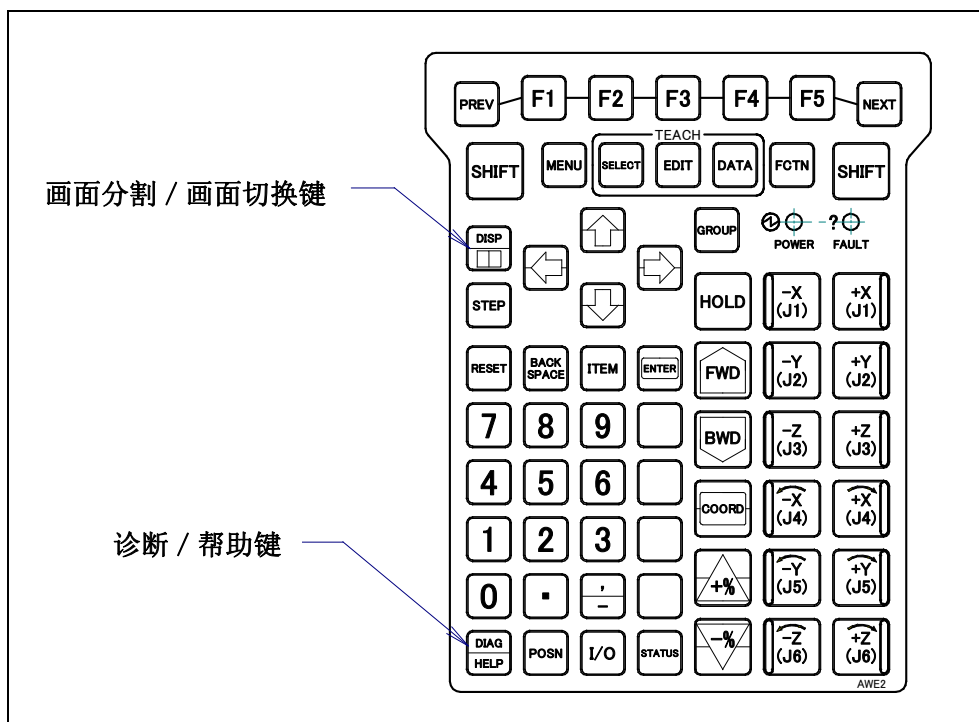 PREV F1 F2 F3 F4 F5 NEXT
TEACH
SHIFT MENU SELECT EDIT DATA FCTN SHIFT
画面分割 / 画面切换键
DISP GROUP
POWER ? FAULT
STEP HOLD -X (J1) +X (J1)
RESET BACK SPACE ITEM ENTER FWD -Y (J2) +Y (J2)
7 8 9 BWD -Z (J3) +Z (J3)
4 5 6 COORD -X (J4) +X (J4)
诊断 / 帮助键
1 2 3 +% -Y (J5) +Y (J5)
0 . , - -% -Z (J6) +Z (J6)
DIAG HELP POSN I/O STATUS
AWE2